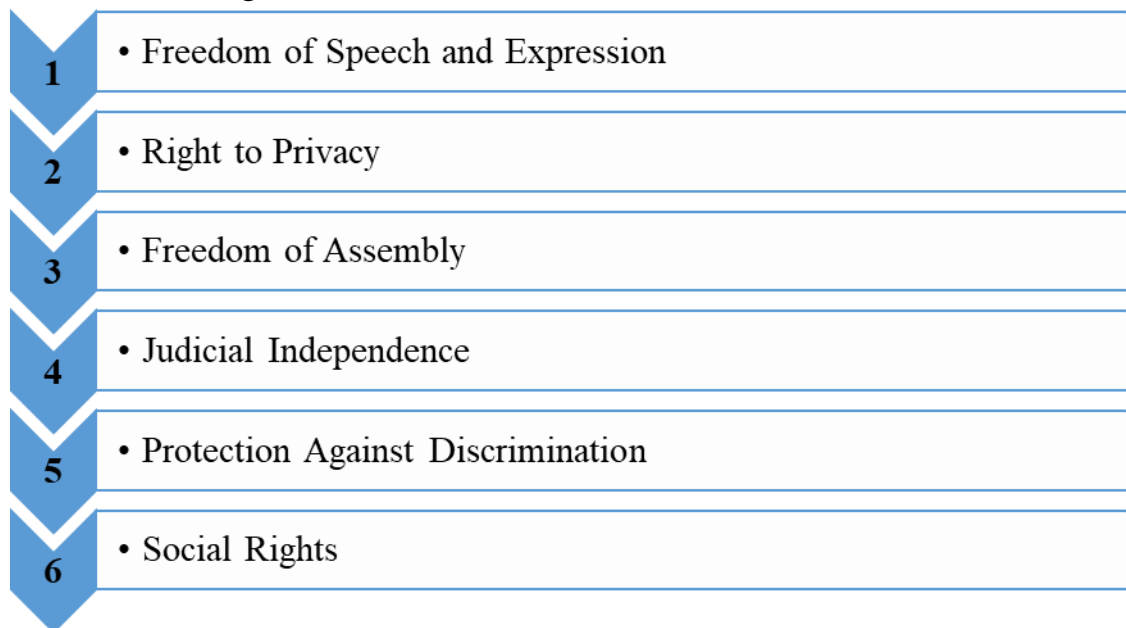 1
• Freedom of Speech and Expression
2
• Right to Privacy
3
• Freedom of Assembly
4
• Judicial Independence
5
• Protection Against Discrimination
6
• Social Rights